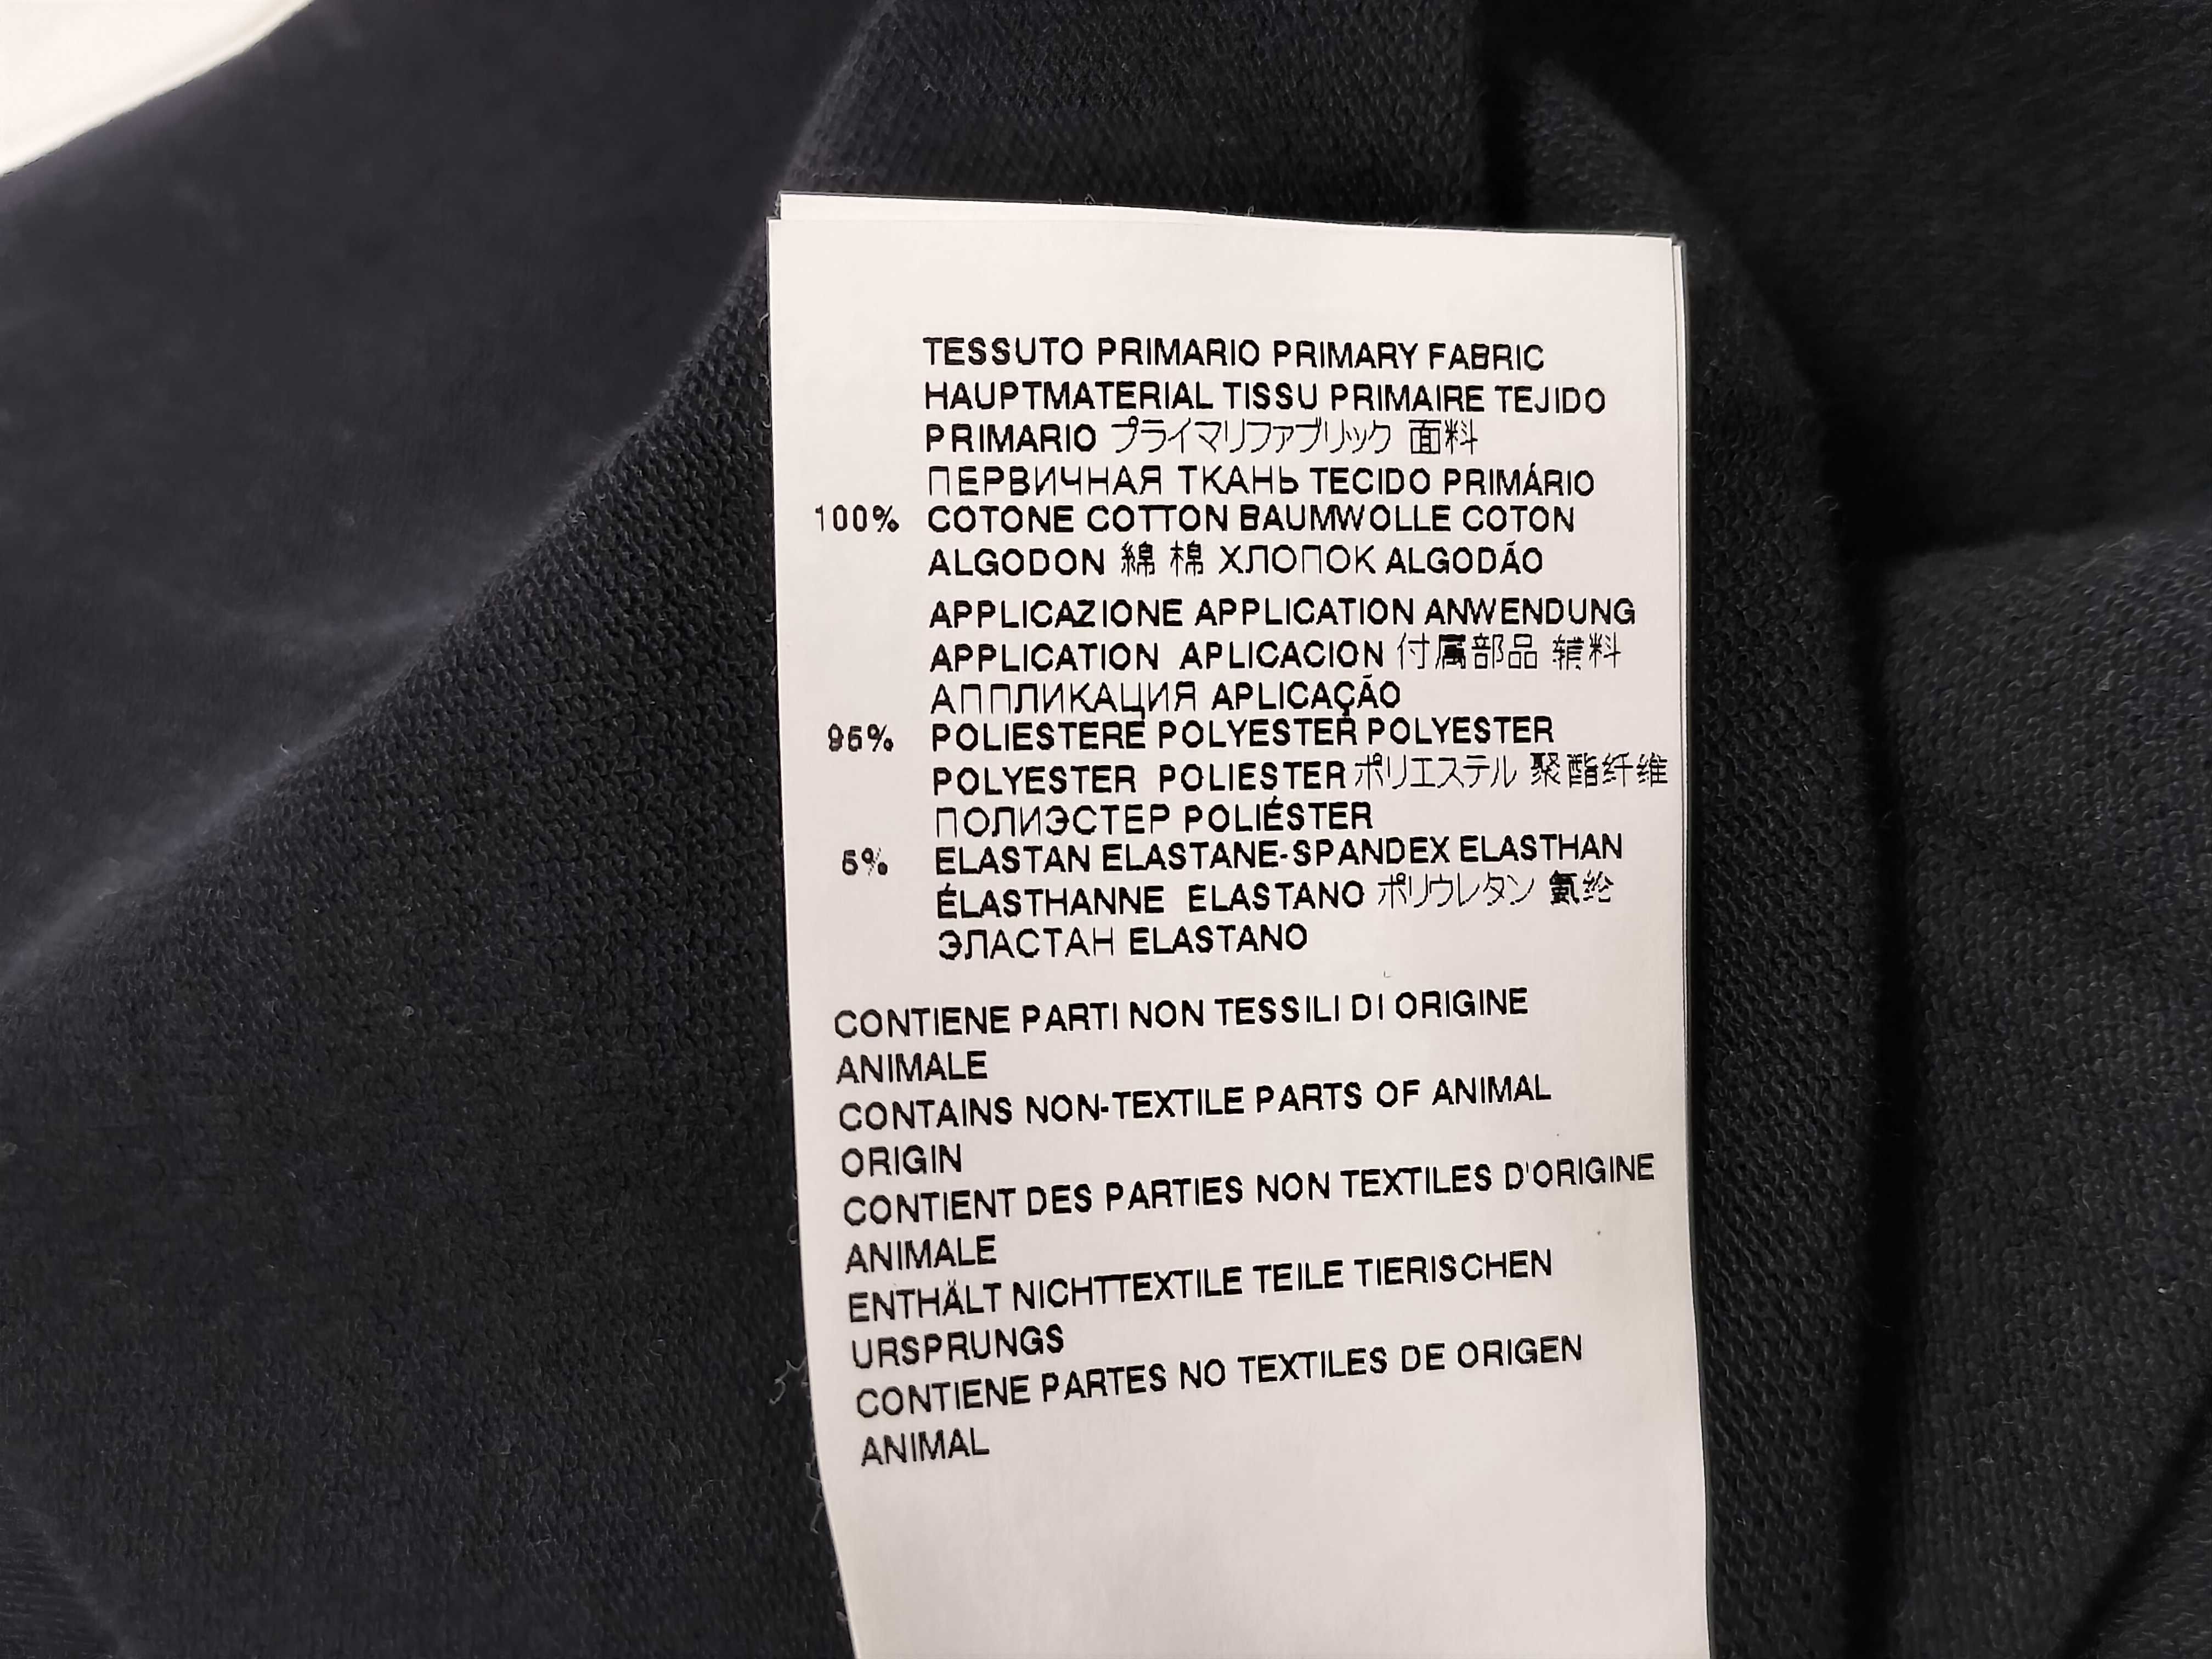 TESSUTO PRIMARIO PRIMARY FABRIC
HAUPTMATERIAL TISSU PRIMAIRE TEJIDO
PRIMARIO プライマリファブリック 面料
ПЕРВИЧНАЯ ТКАНЬ TECIDO PRIMÁRIO
100% COTONE COTTON BAUMWOLLE COTON
ALGODON 綿 棉 ХЛОПОК ALGODÃO
APPLICAZIONE APPLICATION ANWENDUNG
APPLICATION APLICACION 付属部品 辅料
АППЛИКАЦИЯ APLICAÇÃO
95% POLIESTERE POLYESTER POLYESTER
POLYESTER POLIESTER ポリエステル 聚酯纤维
ПОЛИЭСТЕР POLIÉSTER
5% ELASTAN ELASTANE-SPANDEX ELASTHAN
ÉLASTHANNE ELASTANO ポリウレタン 氨纶
ЭЛАСТАН ELASTANO
CONTIENE PARTI NON TESSILI DI ORIGINE
ANIMALE
CONTAINS NON-TEXTILE PARTS OF ANIMAL
ORIGIN
CONTIENT DES PARTIES NON TEXTILES D'ORIGINE
ANIMALE
ENTHÄLT NICHTTEXTILE TEILE TIERISCHEN
URSPRUNGS
CONTIENE PARTES NO TEXTILES DE ORIGEN
ANIMAL